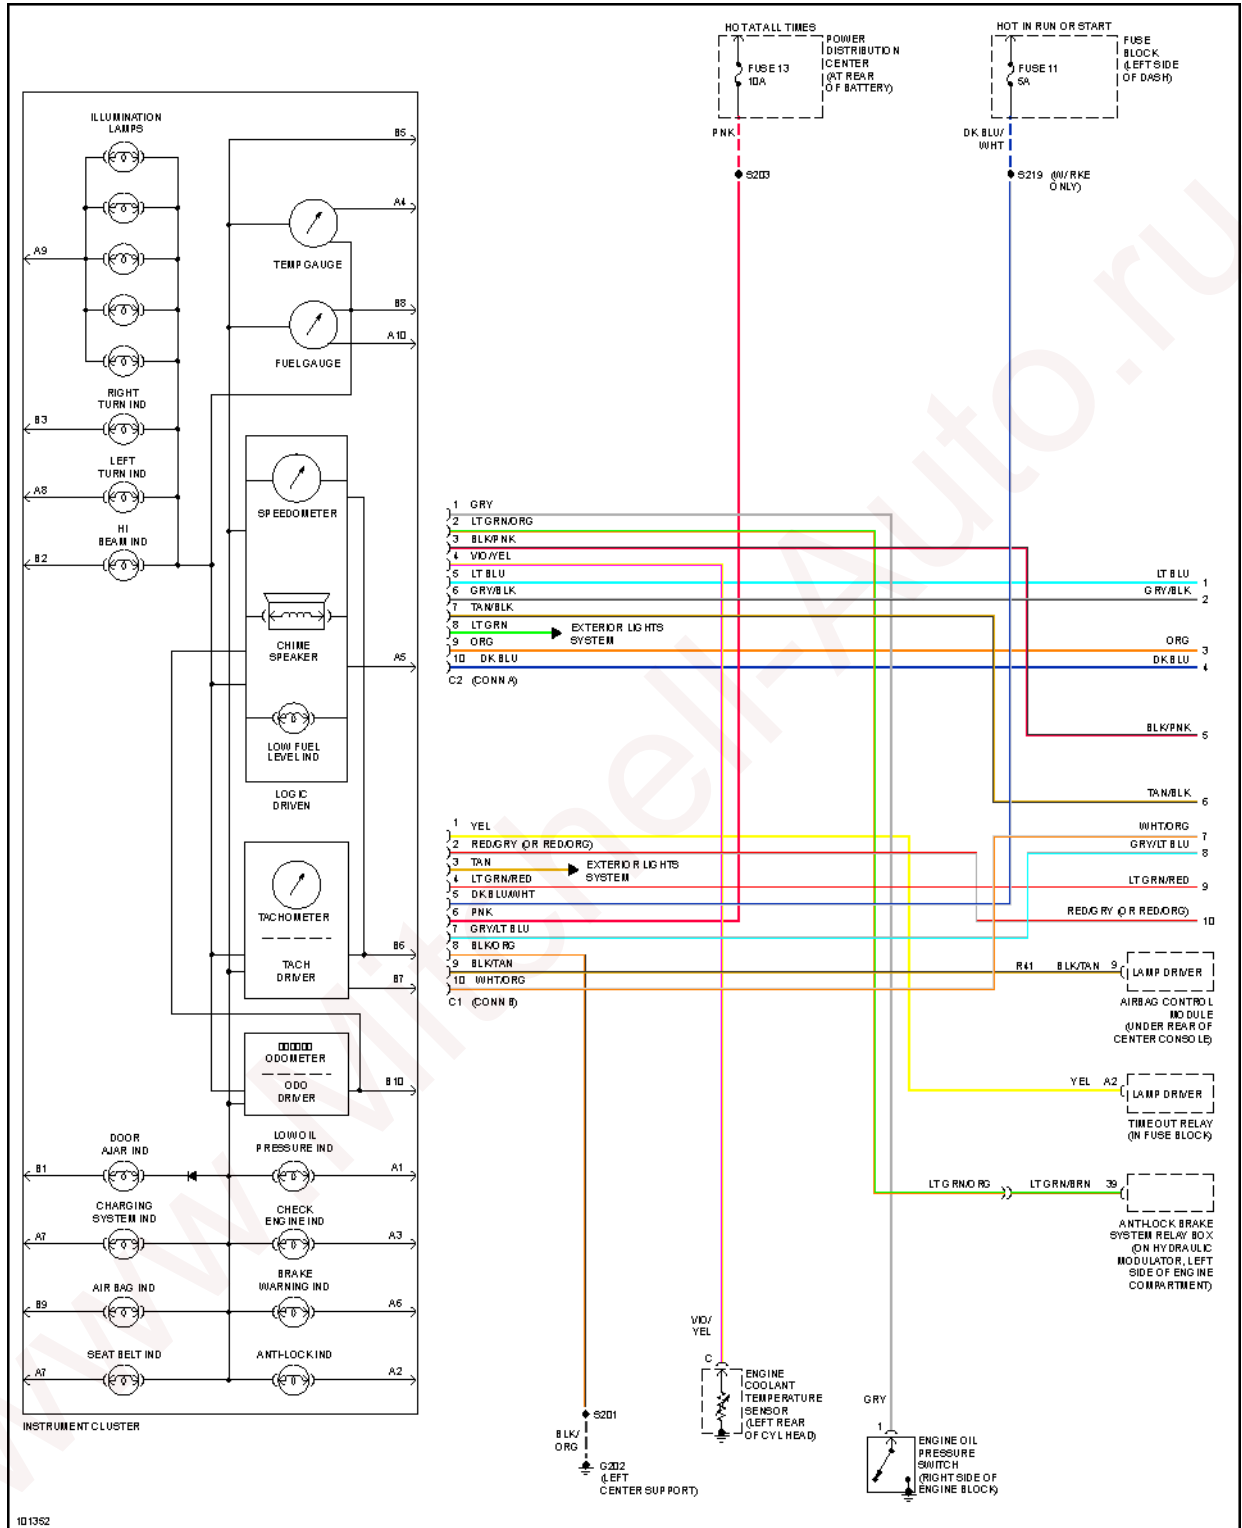 HOT AT ALL TIMES
POWER
DISTRIBUTION
CENTER
(AT REAR
OF BATTERY)
FUSE 13
10A
PNK
S203
HOT IN RUN OR START
FUSE
BLOCK
(LEFT SIDE
OF DASH)
FUSE 11
5A
DK BLU/
WHT
S219 (W/ RKE
ONLY)
ILLUMINATION
LAMPS
A9
RIGHT
TURN IND
B3
LEFT
TURN IND
A8
HI
BEAM IND
B2
B5
A4
TEMP GAUGE
B8
A10
FUEL GAUGE
SPEEDOMETER
CHIME
SPEAKER
A5
LOW FUEL
LEVEL IND
LOGIC
DRIVEN
TACHOMETER
TACH
DRIVER
B6
B7
ODOMETER
ODO
DRIVER
B10
DOOR
AJAR IND
B1
LOW OIL
PRESSURE IND
A1
CHARGING
SYSTEM IND
A7
CHECK
ENGINE IND
A3
AIR BAG IND
B9
BRAKE
WARNING IND
A6
SEAT BELT IND
A7
ANTI-LOCK IND
A2
INSTRUMENT CLUSTER
1 GRY
2 LT GRN/ORG
3 BLK/PNK
4 VIO/YEL
5 LT BLU
6 GRY/BLK
7 TAN/BLK
8 LT GRN
9 ORG
10 DK BLU
C2 (CONN A)
EXTERIOR LIGHTS
SYSTEM
1 YEL
2 RED/GRY (OR RED/ORG)
3 TAN
4 LT GRN/RED
5 DK BLU/WHT
6 PNK
7 GRY/LT BLU
8 BLK/ORG
9 BLK/TAN
10 WHT/ORG
C1 (CONN B)
EXTERIOR LIGHTS
SYSTEM
LT BLU 1
GRY/BLK 2
ORG 3
DK BLU 4
BLK/PNK 5
TAN/BLK 6
WHT/ORG 7
GRY/LT BLU 8
LT GRN/RED 9
RED/GRY (OR RED/ORG) 10
R41 BLK/TAN 9
LAMP DRIVER
AIRBAG CONTROL
MODULE
(UNDER REAR OF
CENTER CONSOLE)
YEL A2
LAMP DRIVER
TIMEOUT RELAY
(IN FUSE BLOCK)
LT GRN/ORG LT GRN/BRN 39
ANTI-LOCK BRAKE
SYSTEM RELAY BOX
(ON HYDRAULIC
MODULATOR, LEFT
SIDE OF ENGINE
COMPARTMENT)
VIO/
YEL
C
ENGINE
COOLANT
TEMPERATURE
SENSOR
(LEFT REAR
OF CYL HEAD)
GRY
1
ENGINE OIL
PRESSURE
SWITCH
(RIGHT SIDE OF
ENGINE BLOCK)
S201
BLK/
ORG
G202
(LEFT
CENTER SUPPORT)
101352
www.Mitchell-Auto.ru